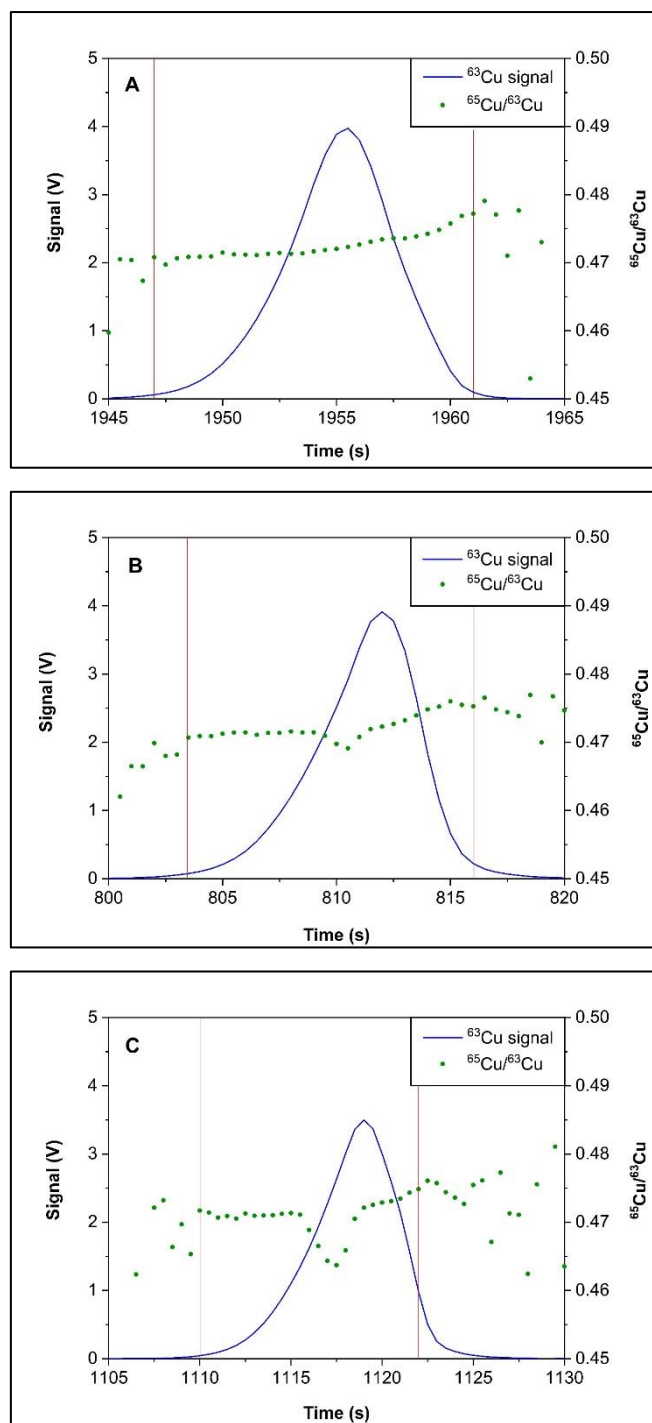 A
⁶³Cu signal
⁶⁵Cu/⁶³Cu
Signal (V)
⁶⁵Cu/⁶³Cu
5
4
3
2
1
0
0.50
0.49
0.48
0.47
0.46
0.45
1945
1950
1955
1960
1965
Time (s)
B
⁶³Cu signal
⁶⁵Cu/⁶³Cu
Signal (V)
⁶⁵Cu/⁶³Cu
5
4
3
2
1
0
0.50
0.49
0.48
0.47
0.46
0.45
800
805
810
815
820
Time (s)
C
⁶³Cu signal
⁶⁵Cu/⁶³Cu
Signal (V)
⁶⁵Cu/⁶³Cu
5
4
3
2
1
0
0.50
0.49
0.48
0.47
0.46
0.45
1105
1110
1115
1120
1125
1130
Time (s)